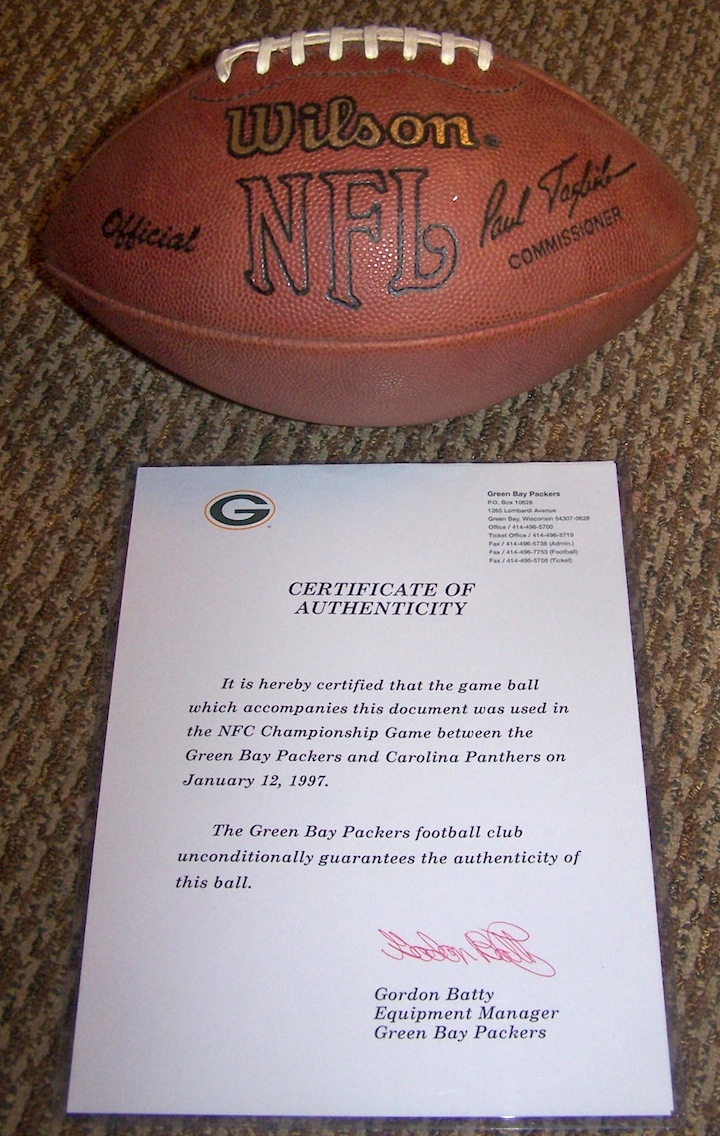 Wilson
NFL
Official
Paul Tagliabue
COMMISSIONER
G
Green Bay Packers
P.O. Box 10628
1265 Lombardi Avenue
Green Bay, Wisconsin 54307-0628
Office / 414-496-5700
Ticket Office / 414-496-5719
Fax / 414-496-5738 (Admin.)
Fax / 414-496-7753 (Football)
Fax / 414-496-5708 (Ticket)
CERTIFICATE OF
AUTHENTICITY
It is hereby certified that the game ball
which accompanies this document was used in
the NFC Championship Game between the
Green Bay Packers and Carolina Panthers on
January 12, 1997.
The Green Bay Packers football club
unconditionally guarantees the authenticity of
this ball.
Gordon Batty
Gordon Batty
Equipment Manager
Green Bay Packers